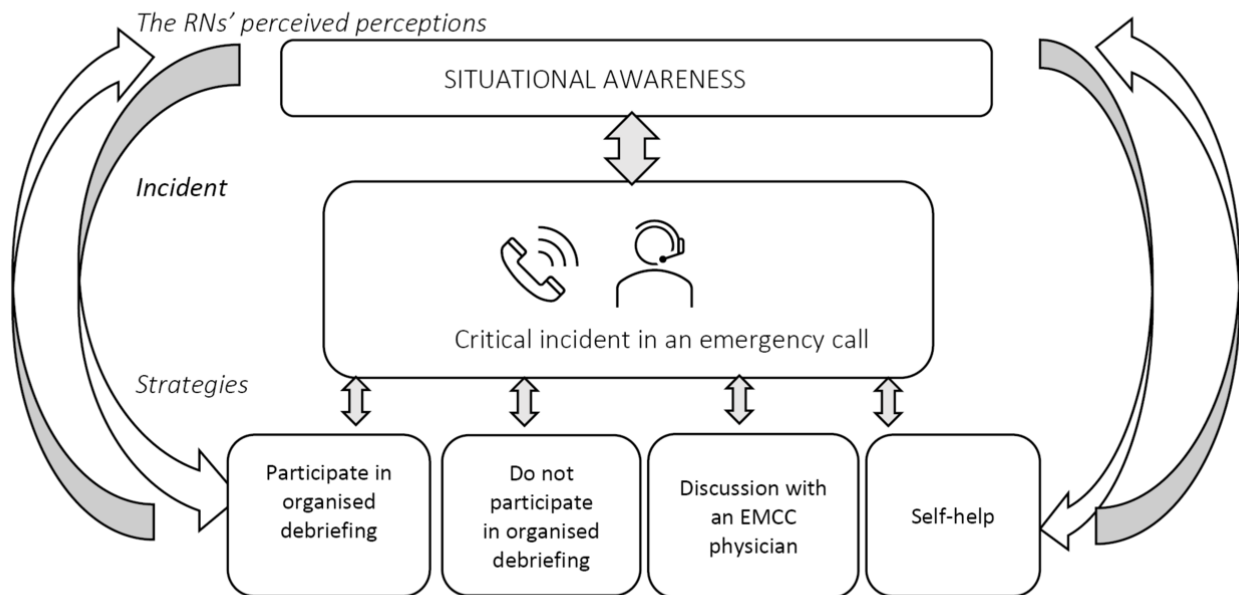 The RNs' perceived perceptions
SITUATIONAL AWARENESS
Incident
Critical incident in an emergency call
Strategies
Participate in
organised
debriefing
Do not
participate
in organised
debriefing
Discussion with
an EMCC
physician
Self-help